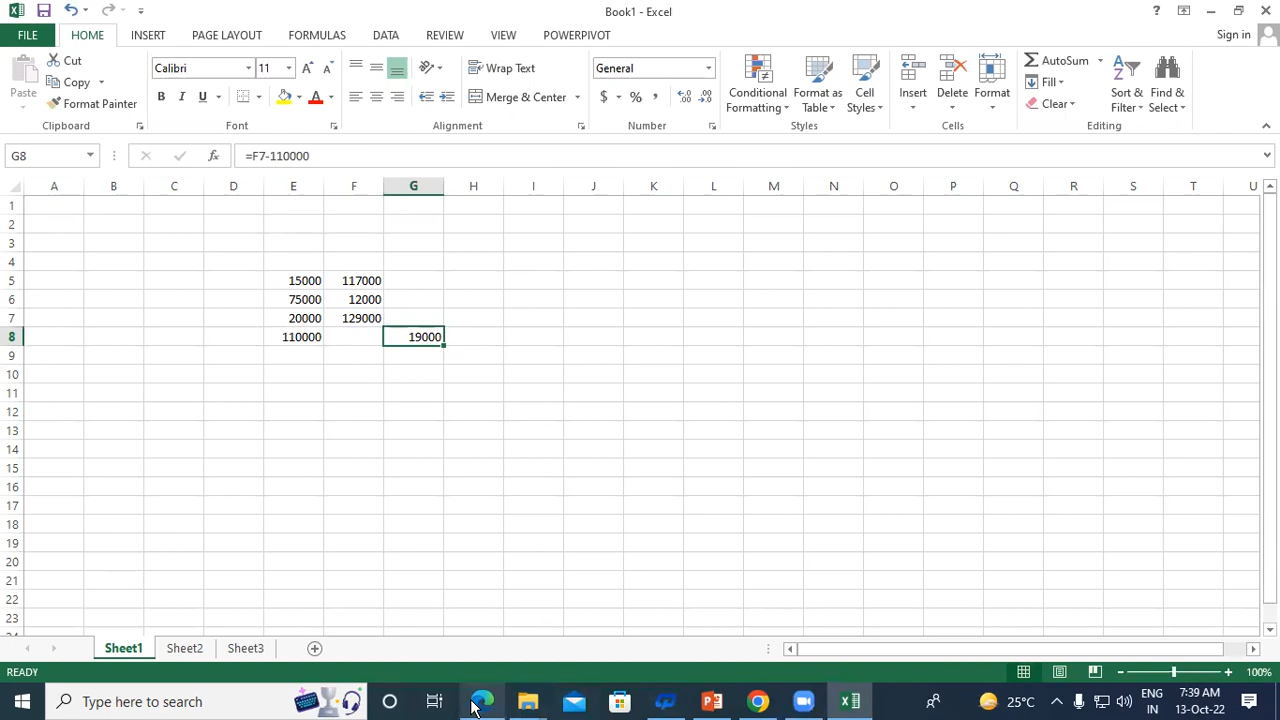 Book1 - Excel
?
FILE HOME INSERT PAGE LAYOUT FORMULAS DATA REVIEW VIEW POWERPIVOT Sign in
Paste Cut Copy Format Painter Clipboard
Calibri 11 B I U A Font
Wrap Text Merge & Center Alignment
General $ % , Number
Conditional Formatting Format as Table Cell Styles Styles
Insert Delete Format Cells
AutoSum Fill Clear Sort & Filter Find & Select Editing
G8 fx =F7-110000
A B C D E F G H I J K L M N O P Q R S T U
1
2
3
4
5 15000 117000
6 75000 12000
7 20000 129000
8 110000 19000
9
10
11
12
13
14
15
16
17
18
19
20
21
22
23
24
Sheet1 Sheet2 Sheet3
READY 100%
Type here to search 25°C ENG IN 7:39 AM 13-Oct-22